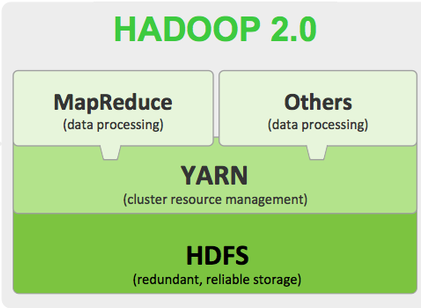 HADOOP 2.0
MapReduce
(data processing)
Others
(data processing)
YARN
(cluster resource management)
HDFS
(redundant, reliable storage)